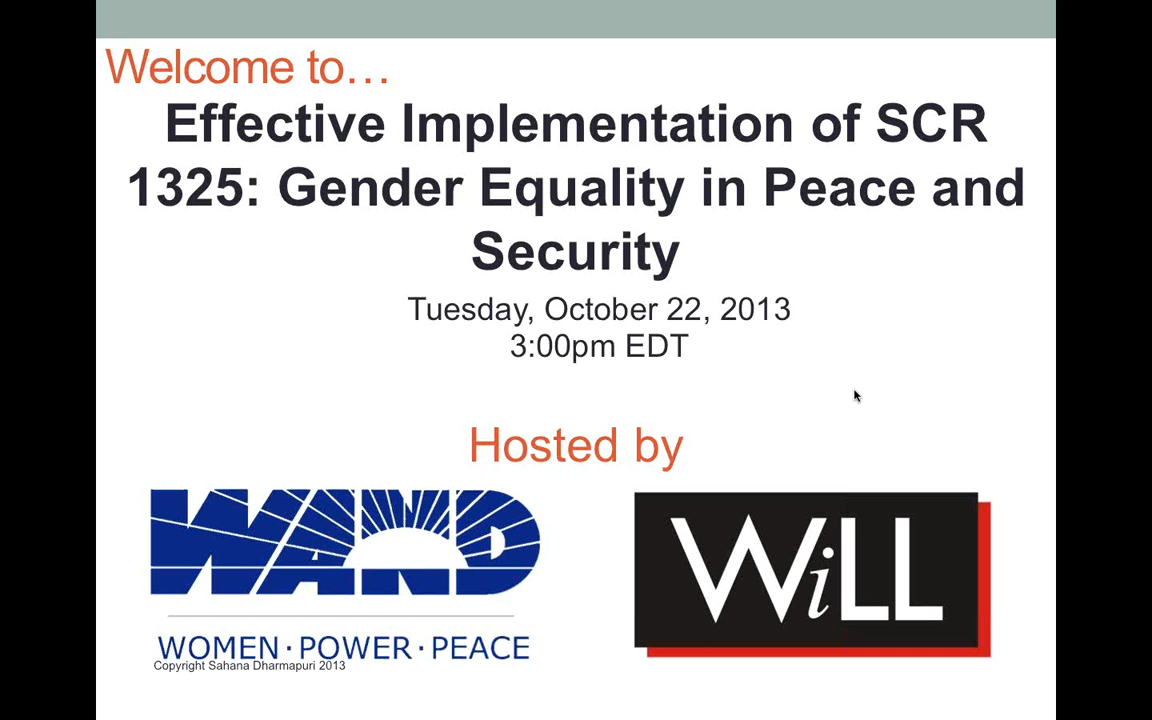 Welcome to…
Effective Implementation of SCR
1325: Gender Equality in Peace and
Security
Tuesday, October 22, 2013
3:00pm EDT
Hosted by
WAND
WiLL
WOMEN·POWER·PEACE
Copyright Sahana Dharmapuri 2013